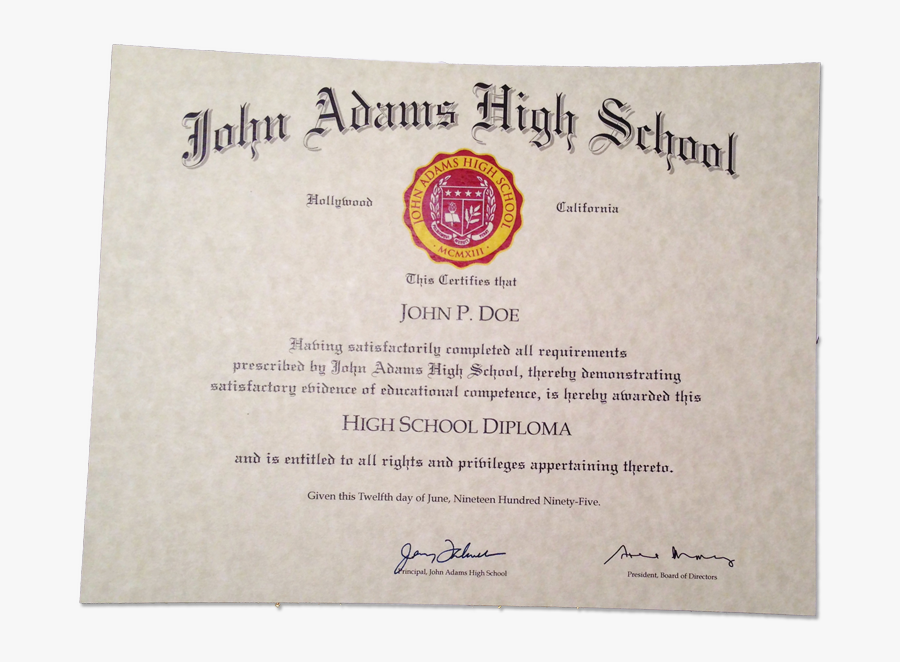 John Adams High School
Hollywood
JOHN ADAMS HIGH SCHOOL
MCMXIII
California
This Certifies that
JOHN P. DOE
Having satisfactorily completed all requirements
prescribed by John Adams High School, thereby demonstrating
satisfactory evidence of educational competence, is hereby awarded this
HIGH SCHOOL DIPLOMA
and is entitled to all rights and privileges appertaining thereto.
Given this Twelfth day of June, Nineteen Hundred Ninety-Five.
Principal, John Adams High School
President, Board of Directors